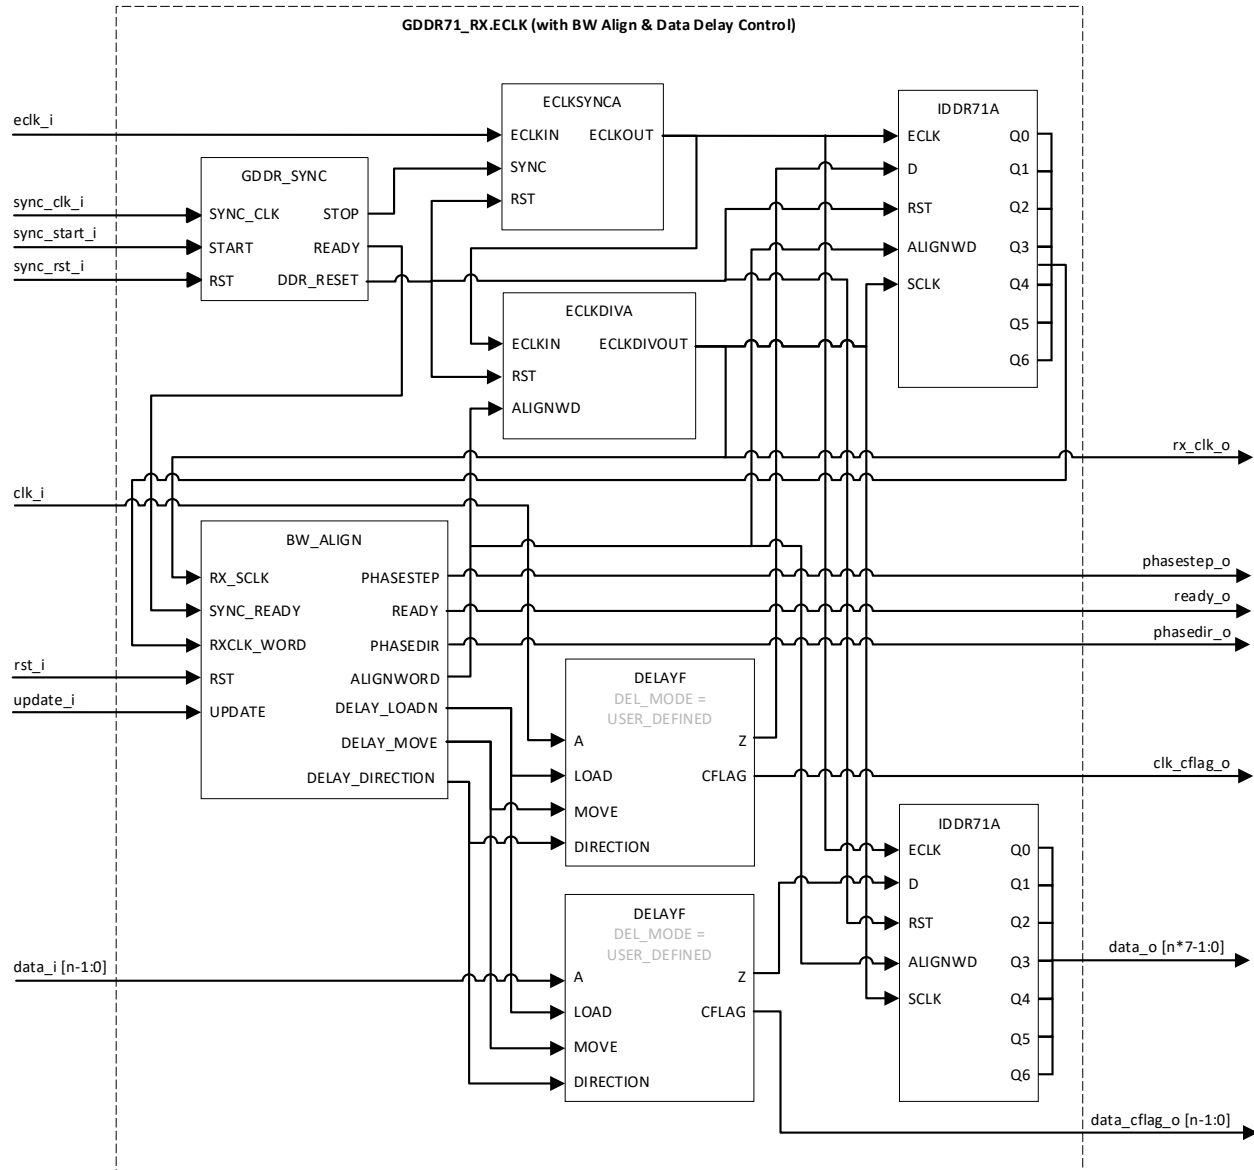 GDDR71_RX.ECLK (with BW Align & Data Delay Control)
eclk_i
sync_clk_i
sync_start_i
sync_rst_i
GDDR_SYNC
SYNC_CLK STOP
START READY
RST DDR_RESET
ECLKSYNCA
ECLKIN ECLKOUT
SYNC
RST
IDDR71A
ECLK Q0
D Q1
RST Q2
ALIGNWD Q3
SCLK Q4
Q5
Q6
ECLKDIVA
ECLKIN ECLKDIVOUT
RST
ALIGNWD
rx_clk_o
clk_i
BW_ALIGN
RX_SCLK PHASESTEP
SYNC_READY READY
RXCLK_WORD PHASEDIR
RST ALIGNWORD
UPDATE DELAY_LOADN
DELAY_MOVE
DELAY_DIRECTION
phasestep_o
ready_o
phasedir_o
rst_i
update_i
DELAYF
DEL_MODE =
USER_DEFINED
A Z
LOAD CFLAG
MOVE
DIRECTION
clk_cflag_o
IDDR71A
ECLK Q0
D Q1
RST Q2
ALIGNWD Q3
SCLK Q4
Q5
Q6
DELAYF
DEL_MODE =
USER_DEFINED
A Z
LOAD CFLAG
MOVE
DIRECTION
data_i [n-1:0]
data_o [n*7-1:0]
data_cflag_o [n-1:0]